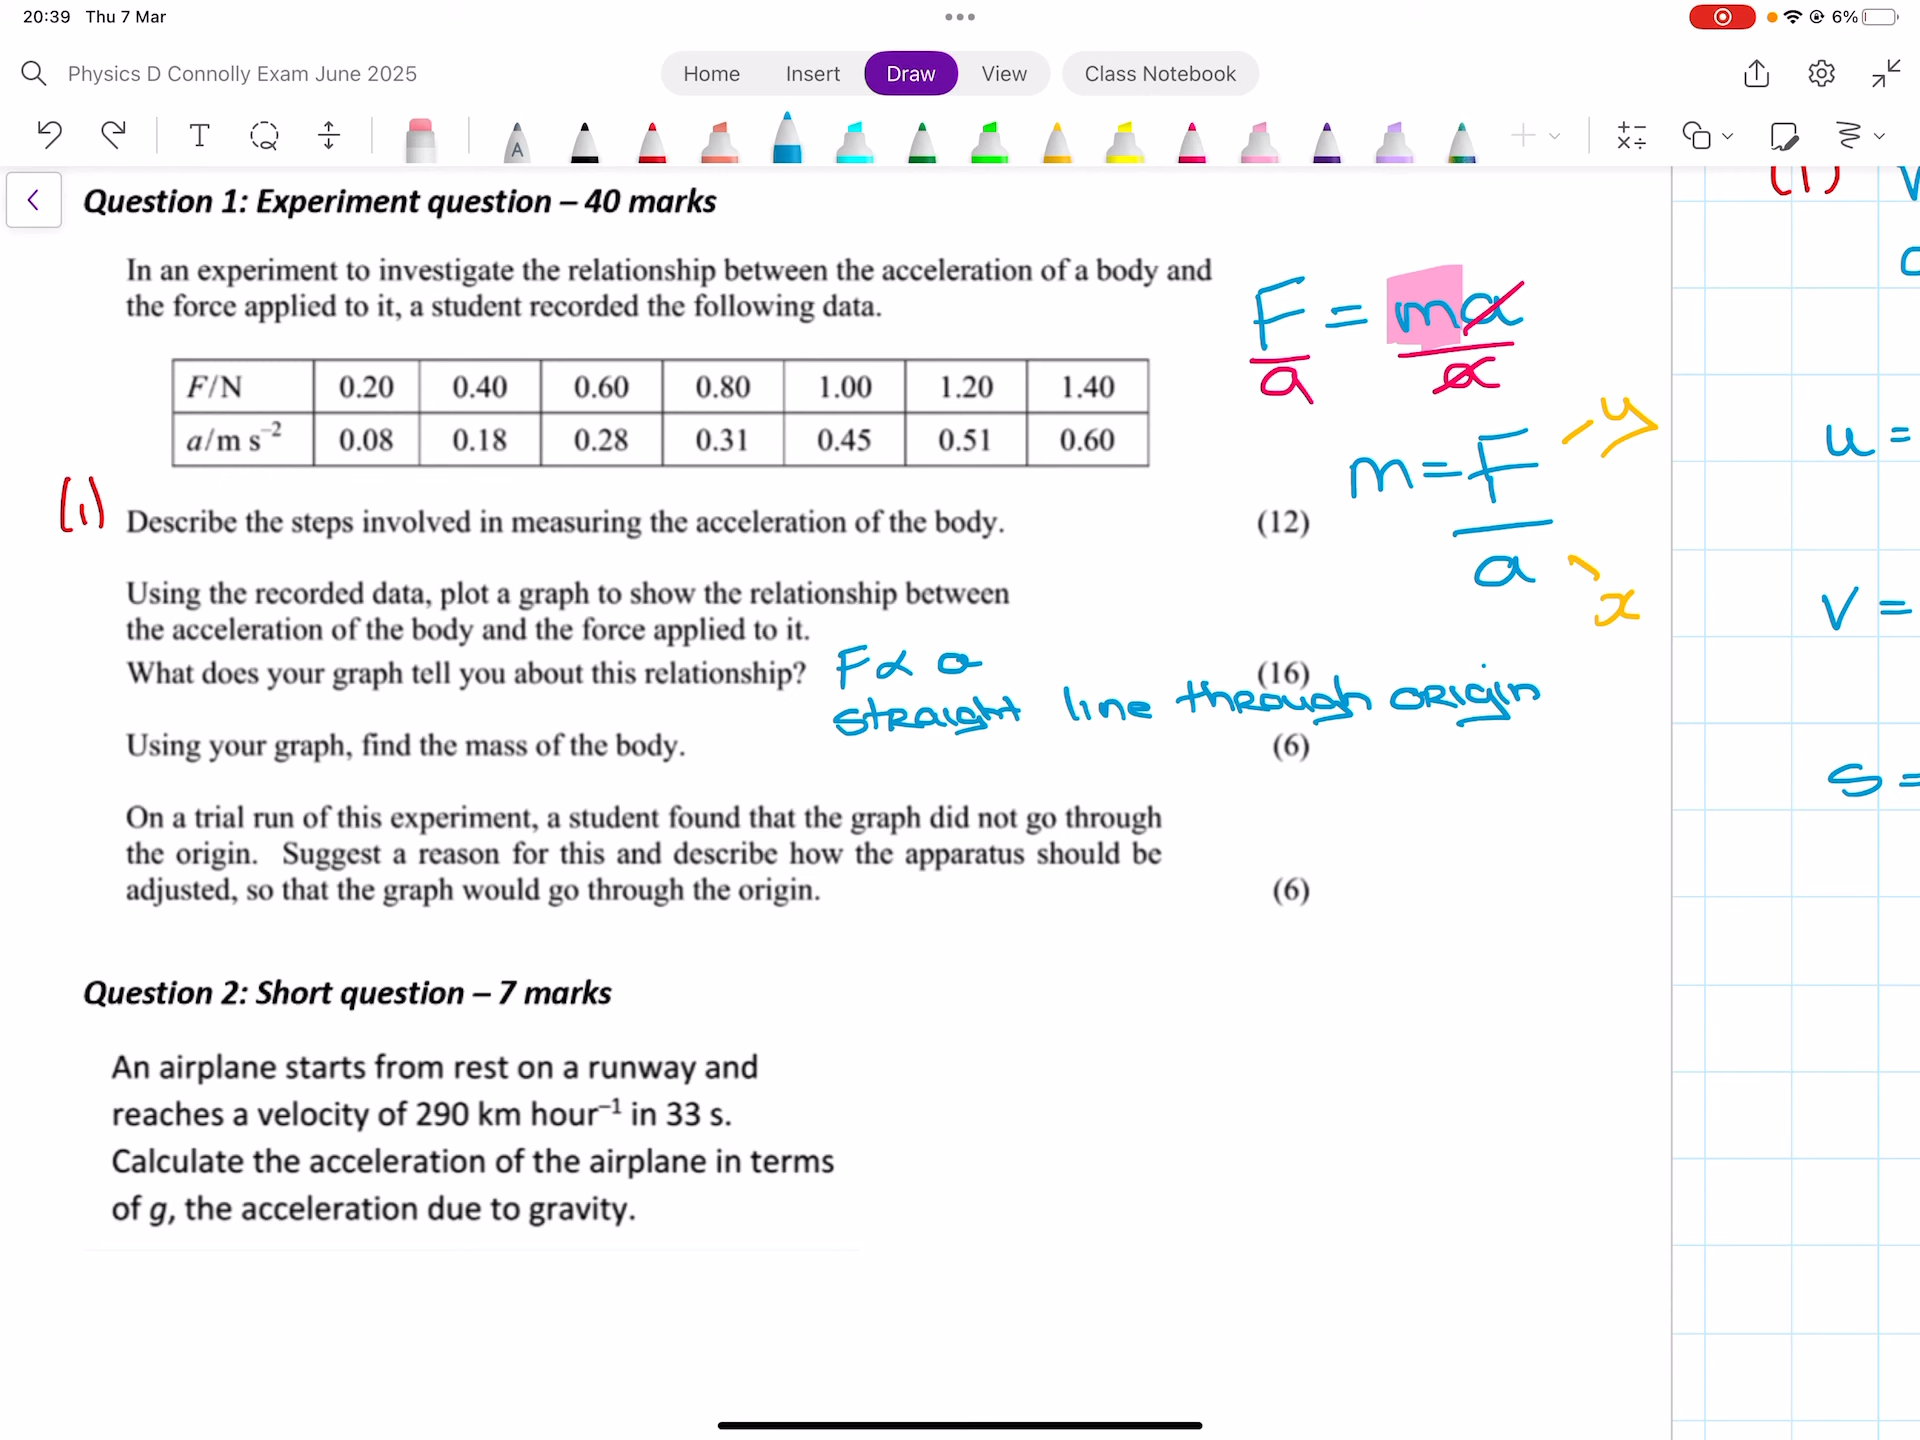 20:39 Thu 7 Mar
6%
Physics D Connolly Exam June 2025
Home Insert Draw View Class Notebook
T A
Question 1: Experiment question – 40 marks
In an experiment to investigate the relationship between the acceleration of a body and
the force applied to it, a student recorded the following data.
F/N 0.20 0.40 0.60 0.80 1.00 1.20 1.40
a/m s⁻² 0.08 0.18 0.28 0.31 0.45 0.51 0.60
F/a = ma/a
m = F/a
y
x
(1) Describe the steps involved in measuring the acceleration of the body. (12)
Using the recorded data, plot a graph to show the relationship between
the acceleration of the body and the force applied to it.
What does your graph tell you about this relationship? (16)
F ∝ a
straight line through origin
Using your graph, find the mass of the body. (6)
On a trial run of this experiment, a student found that the graph did not go through
the origin. Suggest a reason for this and describe how the apparatus should be
adjusted, so that the graph would go through the origin. (6)
Question 2: Short question – 7 marks
An airplane starts from rest on a runway and
reaches a velocity of 290 km hour⁻¹ in 33 s.
Calculate the acceleration of the airplane in terms
of g, the acceleration due to gravity.
(1)
u =
v =
s =